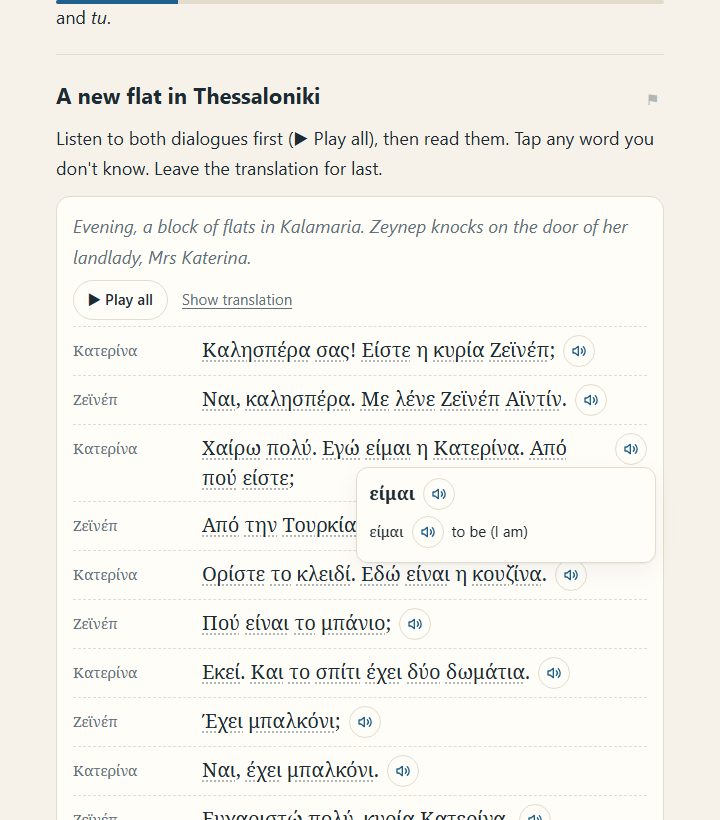 and tu.
A new flat in Thessaloniki
Listen to both dialogues first (▶ Play all), then read them. Tap any word you
don't know. Leave the translation for last.
Evening, a block of flats in Kalamaria. Zeynep knocks on the door of her
landlady, Mrs Katerina.
▶ Play all Show translation
Κατερίνα Καλησπέρα σας! Είστε η κυρία Ζεϊνέπ;
Ζεϊνέπ Ναι, καλησπέρα. Με λένε Ζεϊνέπ Αϊντίν.
Κατερίνα Χαίρω πολύ. Εγώ είμαι η Κατερίνα. Από
πού είστε;
είμαι
είμαι to be (I am)
Ζεϊνέπ Από την Τουρκία
Κατερίνα Ορίστε το κλειδί. Εδώ είναι η κουζίνα.
Ζεϊνέπ Πού είναι το μπάνιο;
Κατερίνα Εκεί. Και το σπίτι έχει δύο δωμάτια.
Ζεϊνέπ Έχει μπαλκόνι;
Κατερίνα Ναι, έχει μπαλκόνι.
Ζεϊνέπ Ευχαριστώ πολύ, κυρία Κατερίνα.